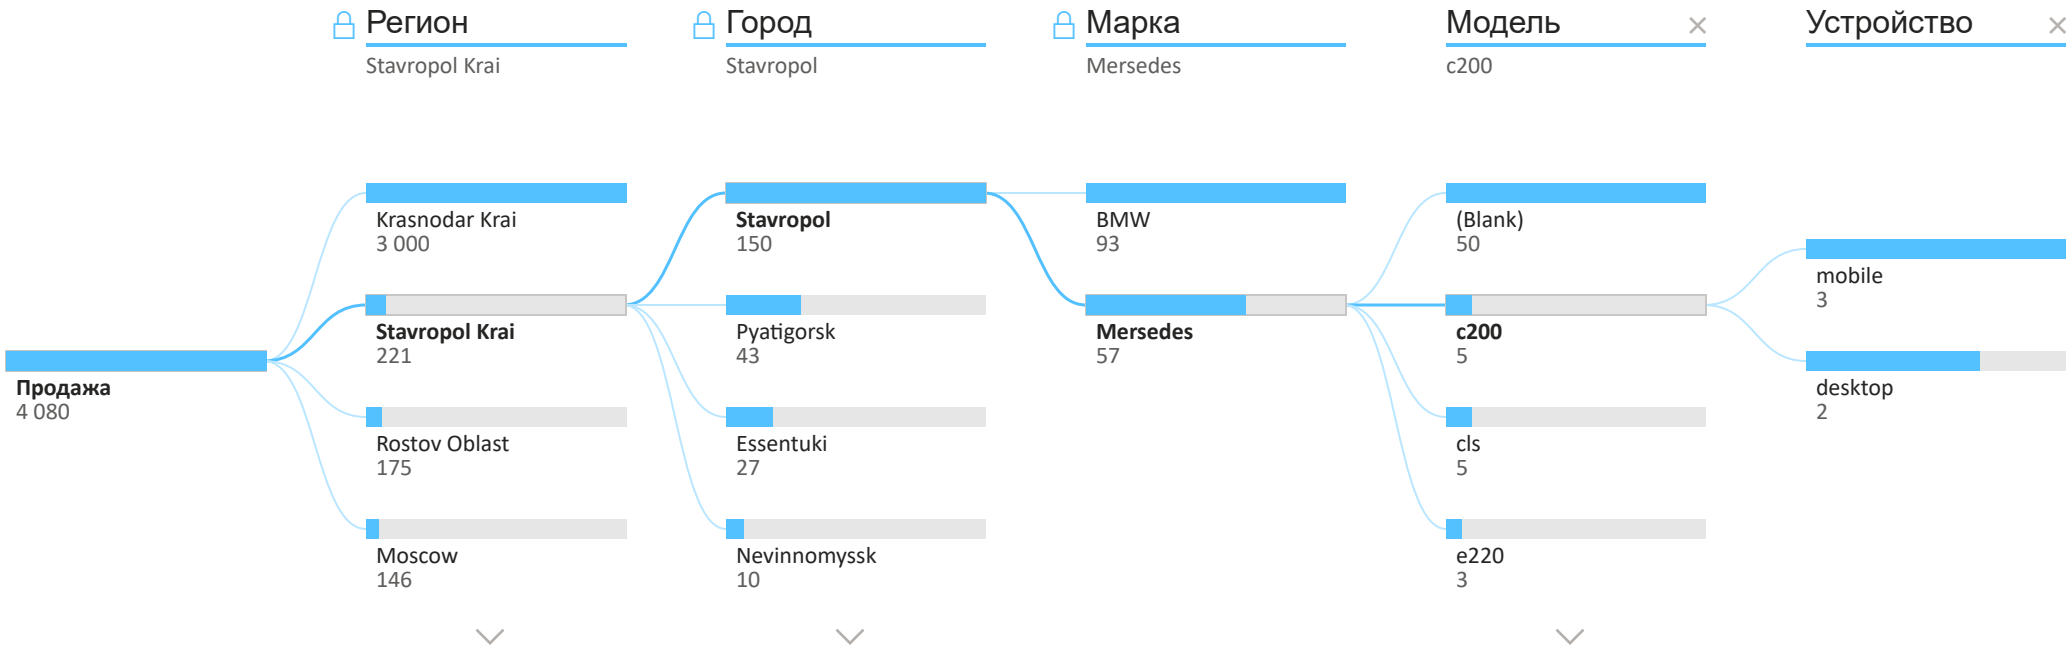 Регион
Город
Марка
Модель
Устройство
Stavropol Krai
Stavropol
Mersedes
c200
Продажа
4 080
Krasnodar Krai
3 000
Stavropol Krai
221
Rostov Oblast
175
Moscow
146
Stavropol
150
Pyatigorsk
43
Essentuki
27
Nevinnomyssk
10
BMW
93
Mersedes
57
(Blank)
50
c200
5
cls
5
e220
3
mobile
3
desktop
2